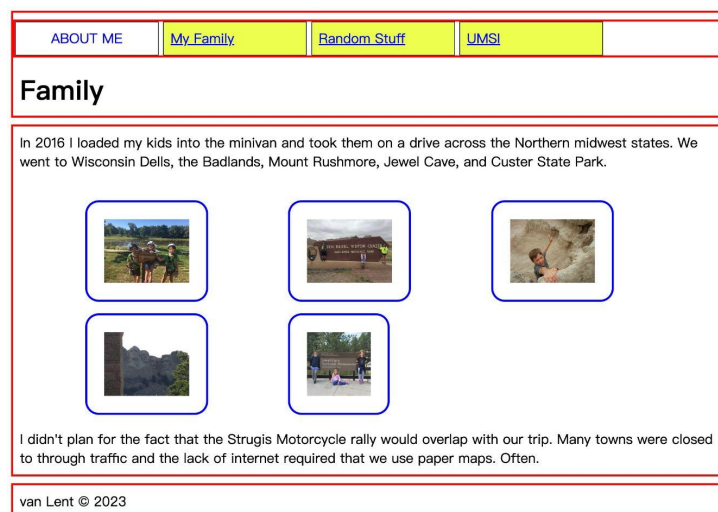 ABOUT ME
My Family
Random Stuff
UMSI
Family
In 2016 I loaded my kids into the minivan and took them on a drive across the Northern midwest states. We
went to Wisconsin Dells, the Badlands, Mount Rushmore, Jewel Cave, and Custer State Park.
I didn't plan for the fact that the Strugis Motorcycle rally would overlap with our trip. Many towns were closed
to through traffic and the lack of internet required that we use paper maps. Often.
van Lent © 2023